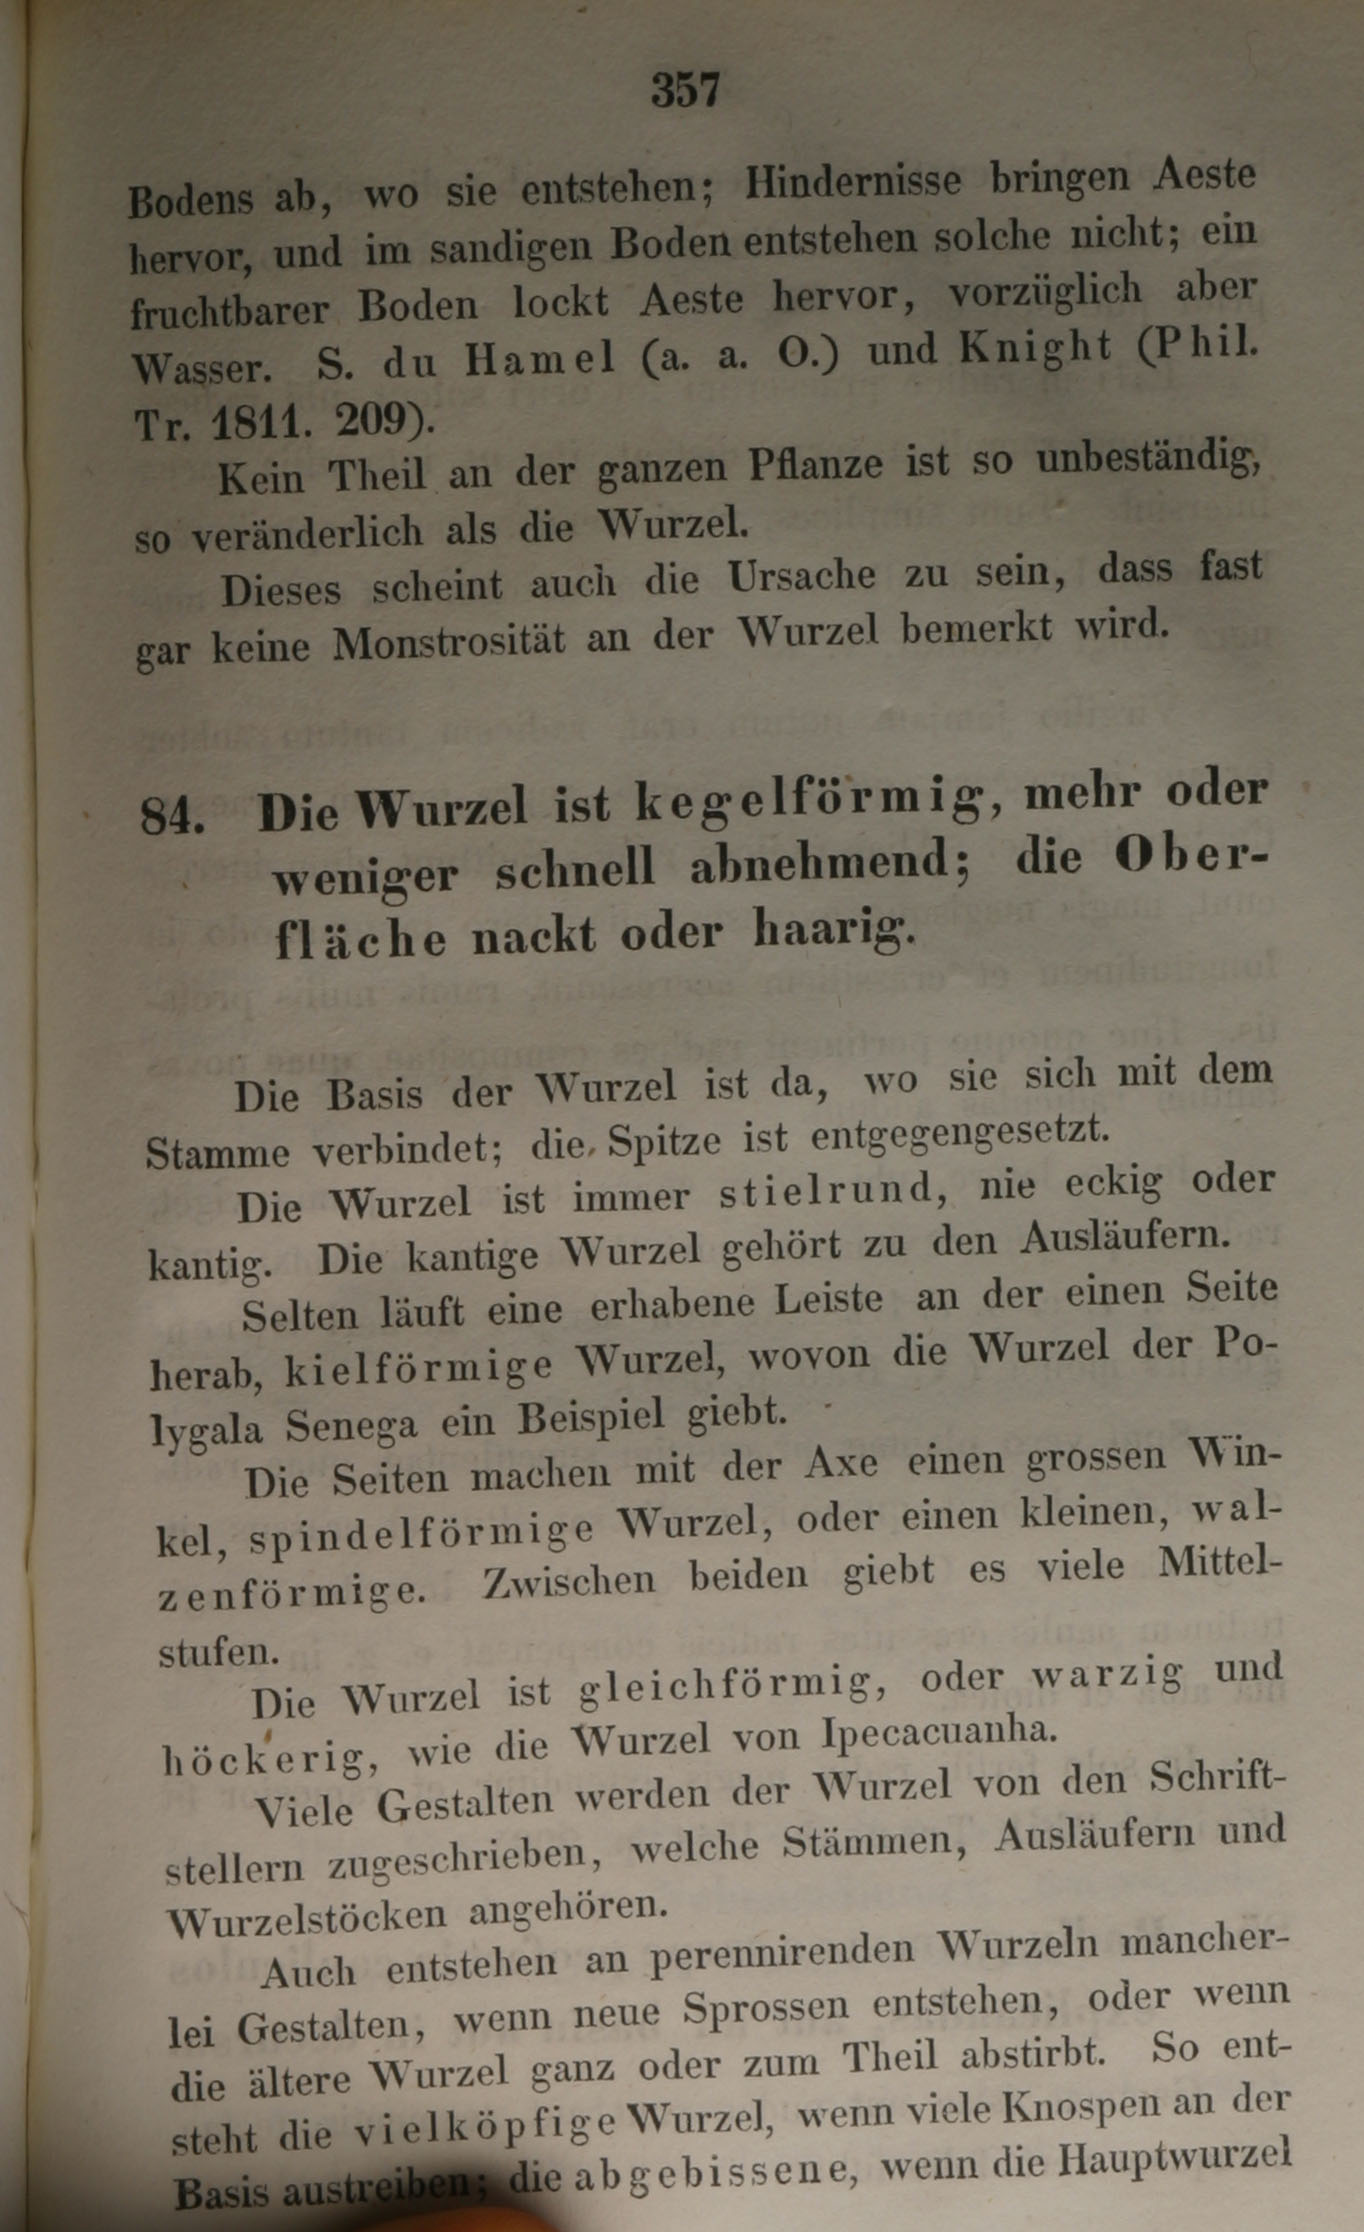 357
Bodens ab, wo sie entstehen; Hindernisse bringen Aeste
hervor, und im sandigen Boden entstehen solche nicht; ein
fruchtbarer Boden lockt Aeste hervor, vorzüglich aber
Wasser. S. du Hamel (a. a. O.) und Knight (Phil.
Tr. 1811. 209).
Kein Theil an der ganzen Pflanze ist so unbeständig,
so veränderlich als die Wurzel.
Dieses scheint auch die Ursache zu sein, dass fast
gar keine Monstrosität an der Wurzel bemerkt wird.
84. Die Wurzel ist kegelförmig, mehr oder
weniger schnell abnehmend; die Ober-
fläche nackt oder haarig.
Die Basis der Wurzel ist da, wo sie sich mit dem
Stamme verbindet; die Spitze ist entgegengesetzt.
Die Wurzel ist immer stielrund, nie eckig oder
kantig. Die kantige Wurzel gehört zu den Ausläufern.
Selten läuft eine erhabene Leiste an der einen Seite
herab, kielförmige Wurzel, wovon die Wurzel der Po-
lygala Senega ein Beispiel giebt.
Die Seiten machen mit der Axe einen grossen Win-
kel, spindelförmige Wurzel, oder einen kleinen, wal-
zenförmige. Zwischen beiden giebt es viele Mittel-
stufen.
Die Wurzel ist gleichförmig, oder warzig und
höckerig, wie die Wurzel von Ipecacuanha.
Viele Gestalten werden der Wurzel von den Schrift-
stellern zugeschrieben, welche Stämmen, Ausläufern und
Wurzelstöcken angehören.
Auch entstehen an perennirenden Wurzeln mancher-
lei Gestalten, wenn neue Sprossen entstehen, oder wenn
die ältere Wurzel ganz oder zum Theil abstirbt. So ent-
steht die vielköpfige Wurzel, wenn viele Knospen an der
Basis austreiben; die abgebissene, wenn die Hauptwurzel